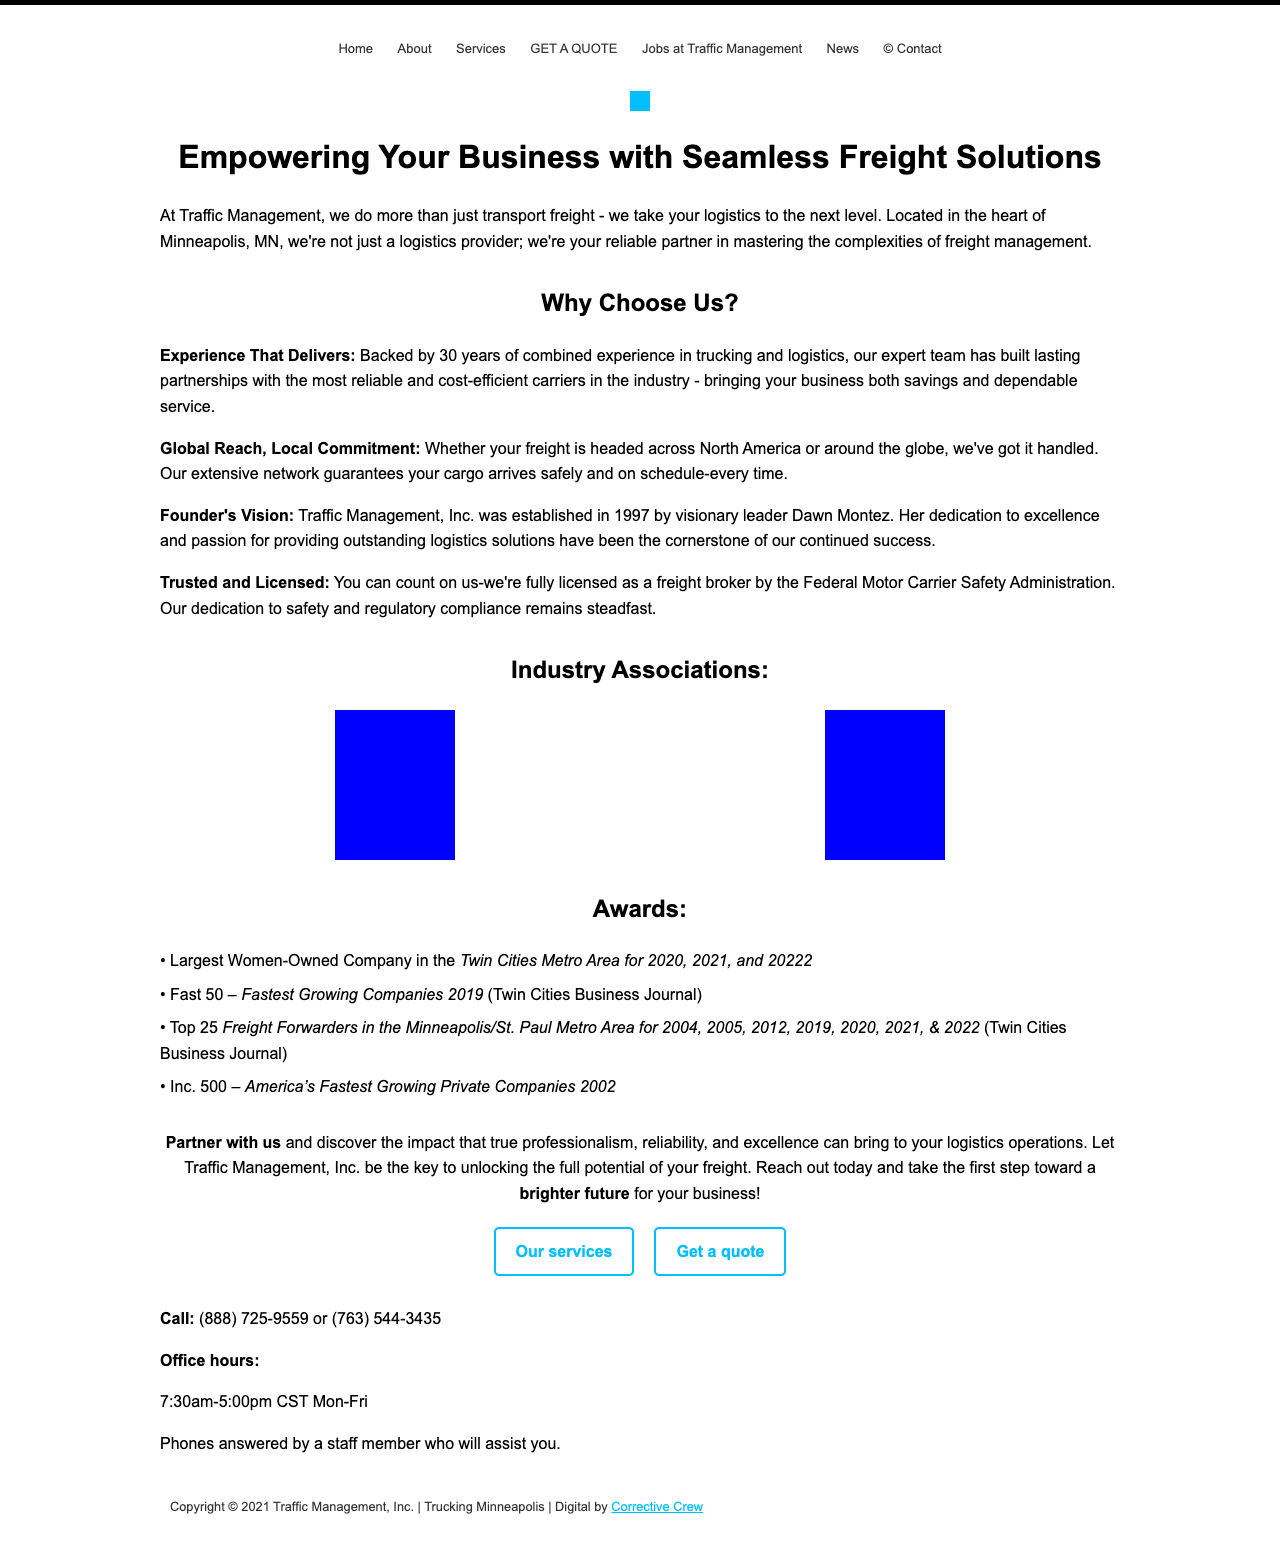 Home About Services GET A QUOTE Jobs at Traffic Management News © Contact
Empowering Your Business with Seamless Freight Solutions
At Traffic Management, we do more than just transport freight - we take your logistics to the next level. Located in the heart of
Minneapolis, MN, we're not just a logistics provider; we're your reliable partner in mastering the complexities of freight management.
Why Choose Us?
Experience That Delivers: Backed by 30 years of combined experience in trucking and logistics, our expert team has built lasting
partnerships with the most reliable and cost-efficient carriers in the industry - bringing your business both savings and dependable
service.
Global Reach, Local Commitment: Whether your freight is headed across North America or around the globe, we've got it handled.
Our extensive network guarantees your cargo arrives safely and on schedule-every time.
Founder's Vision: Traffic Management, Inc. was established in 1997 by visionary leader Dawn Montez. Her dedication to excellence
and passion for providing outstanding logistics solutions have been the cornerstone of our continued success.
Trusted and Licensed: You can count on us-we're fully licensed as a freight broker by the Federal Motor Carrier Safety Administration.
Our dedication to safety and regulatory compliance remains steadfast.
Industry Associations:
Awards:
• Largest Women-Owned Company in the Twin Cities Metro Area for 2020, 2021, and 20222
• Fast 50 – Fastest Growing Companies 2019 (Twin Cities Business Journal)
• Top 25 Freight Forwarders in the Minneapolis/St. Paul Metro Area for 2004, 2005, 2012, 2019, 2020, 2021, & 2022 (Twin Cities
Business Journal)
• Inc. 500 – America’s Fastest Growing Private Companies 2002
Partner with us and discover the impact that true professionalism, reliability, and excellence can bring to your logistics operations. Let
Traffic Management, Inc. be the key to unlocking the full potential of your freight. Reach out today and take the first step toward a
brighter future for your business!
Our services Get a quote
Call: (888) 725-9559 or (763) 544-3435
Office hours:
7:30am-5:00pm CST Mon-Fri
Phones answered by a staff member who will assist you.
Copyright © 2021 Traffic Management, Inc. | Trucking Minneapolis | Digital by Corrective Crew